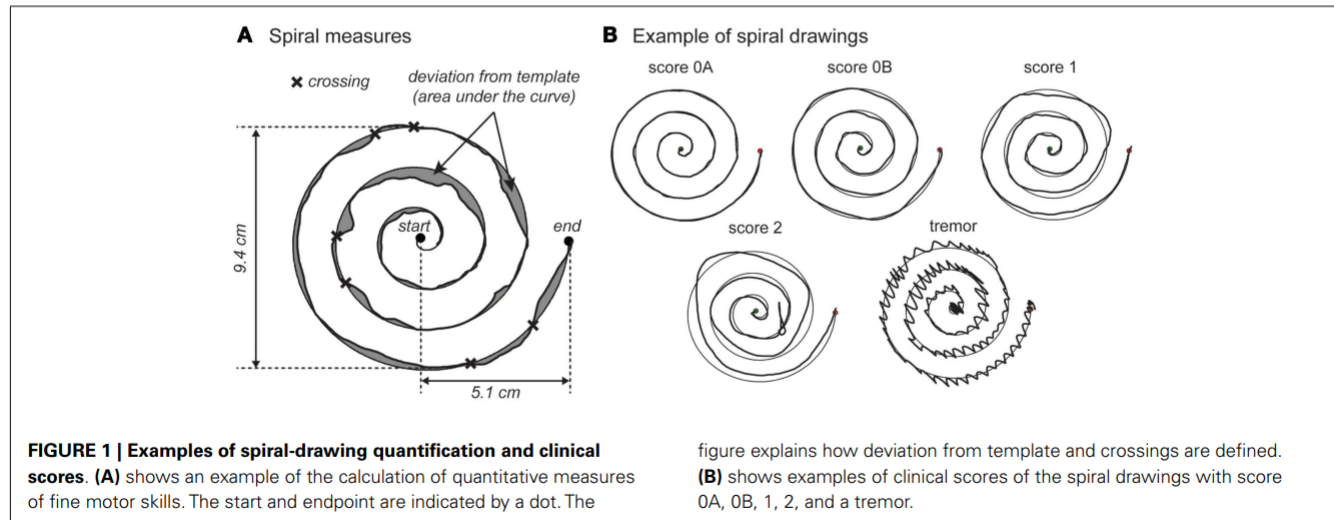 A Spiral measures
× crossing
deviation from template
(area under the curve)
start
end
9.4 cm
5.1 cm
B Example of spiral drawings
score 0A
score 0B
score 1
score 2
tremor
FIGURE 1 | Examples of spiral-drawing quantification and clinical
scores. (A) shows an example of the calculation of quantitative measures
of fine motor skills. The start and endpoint are indicated by a dot. The
figure explains how deviation from template and crossings are defined.
(B) shows examples of clinical scores of the spiral drawings with score
0A, 0B, 1, 2, and a tremor.